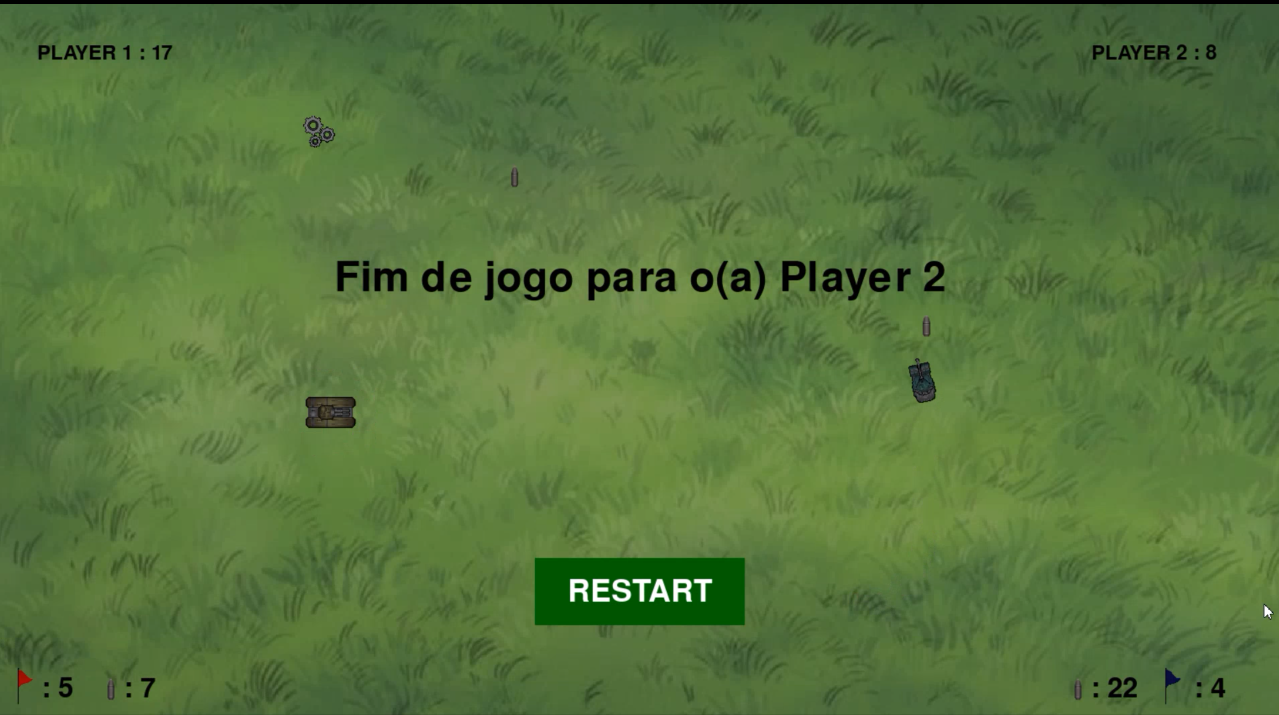 PLAYER 1 : 17
PLAYER 2 : 8
Fim de jogo para o(a) Player 2
RESTART
: 5 : 7
: 22 : 4